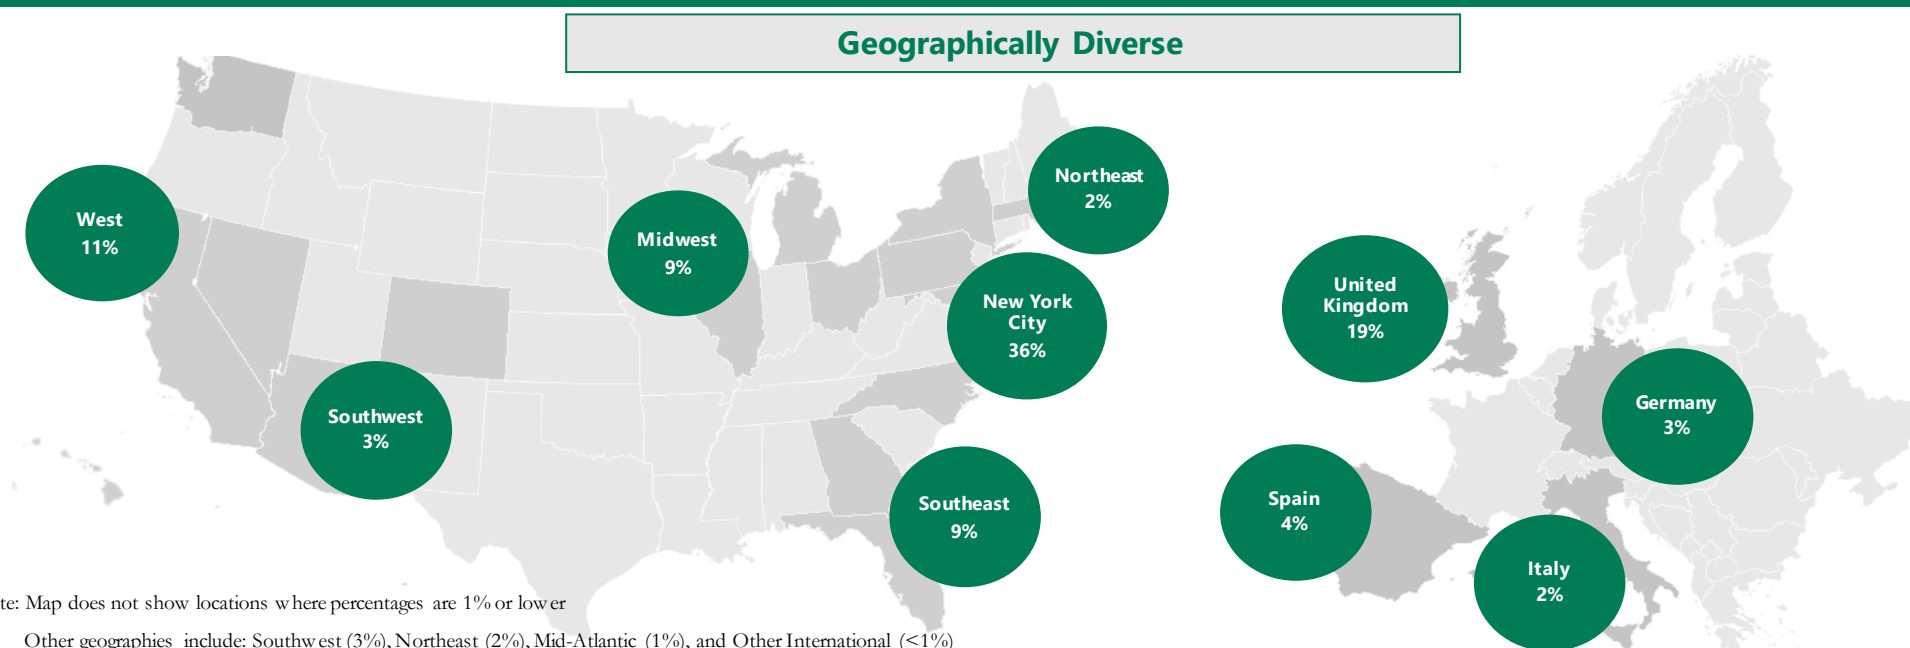 Geographically Diverse
West
11%
Midwest
9%
Northeast
2%
New York
City
36%
Southwest
3%
Southeast
9%
United
Kingdom
19%
Germany
3%
Spain
4%
Italy
2%
te: Map does not show locations where percentages are 1% or lower
Other geographies include: Southwest (3%), Northeast (2%), Mid-Atlantic (1%), and Other International (<1%)